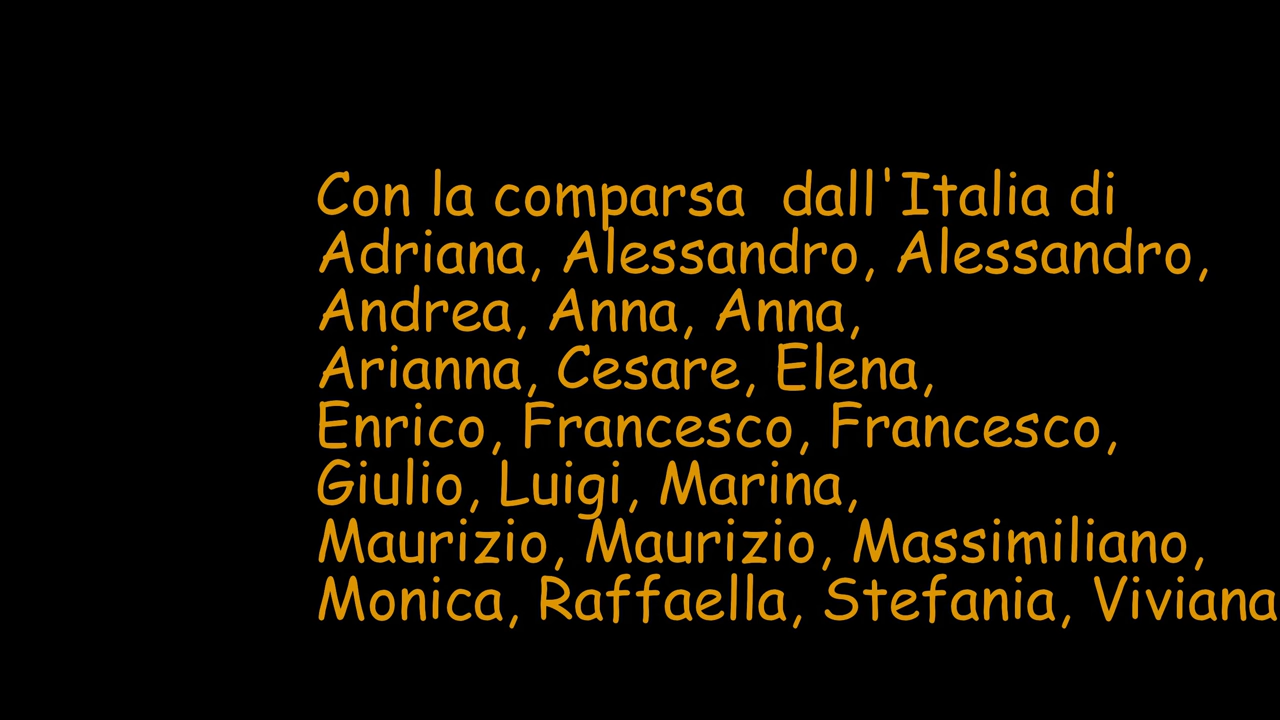 Con la comparsa  dall'Italia di
Adriana, Alessandro, Alessandro,
Andrea, Anna, Anna,
Arianna, Cesare, Elena,
Enrico, Francesco, Francesco,
Giulio, Luigi, Marina,
Maurizio, Maurizio, Massimiliano,
Monica, Raffaella, Stefania, Viviana